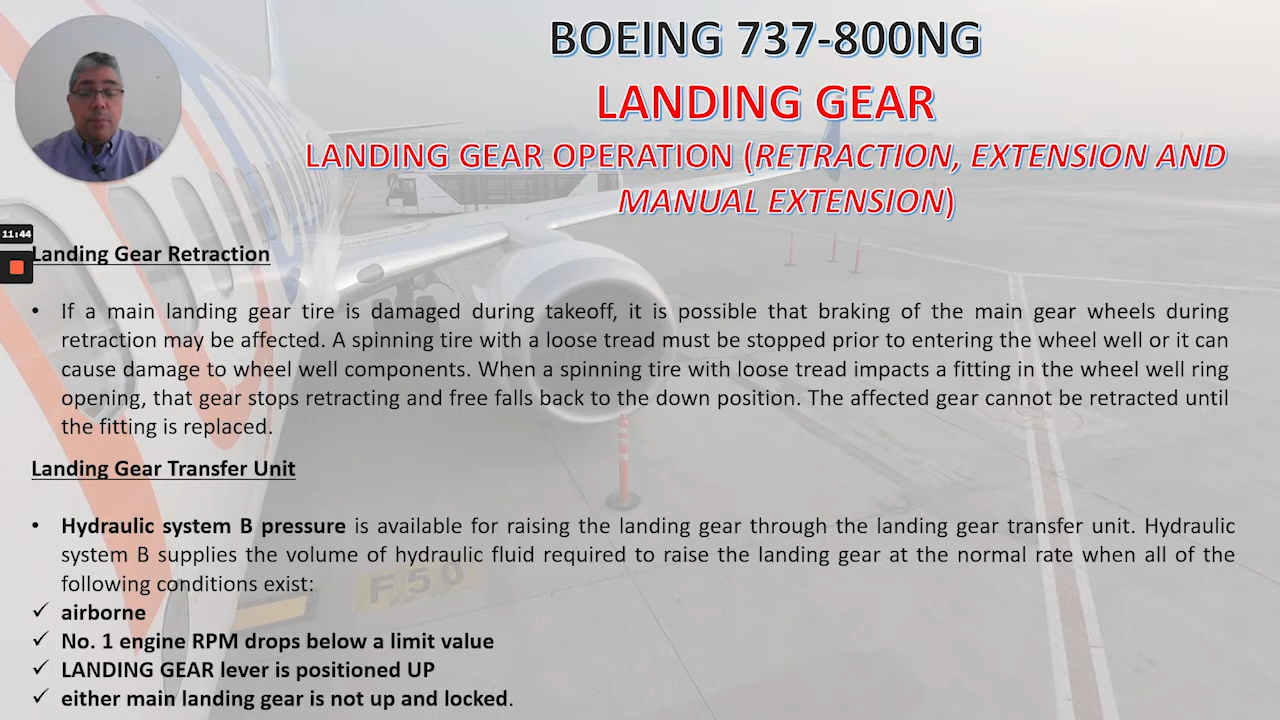 BOEING 737-800NG
LANDING GEAR
LANDING GEAR OPERATION (RETRACTION, EXTENSION AND
MANUAL EXTENSION)
11:44
Landing Gear Retraction
• If a main landing gear tire is damaged during takeoff, it is possible that braking of the main gear wheels during
retraction may be affected. A spinning tire with a loose tread must be stopped prior to entering the wheel well or it can
cause damage to wheel well components. When a spinning tire with loose tread impacts a fitting in the wheel well ring
opening, that gear stops retracting and free falls back to the down position. The affected gear cannot be retracted until
the fitting is replaced.
Landing Gear Transfer Unit
• Hydraulic system B pressure is available for raising the landing gear through the landing gear transfer unit. Hydraulic
system B supplies the volume of hydraulic fluid required to raise the landing gear at the normal rate when all of the
following conditions exist:
F50
✓ airborne
✓ No. 1 engine RPM drops below a limit value
✓ LANDING GEAR lever is positioned UP
✓ either main landing gear is not up and locked.